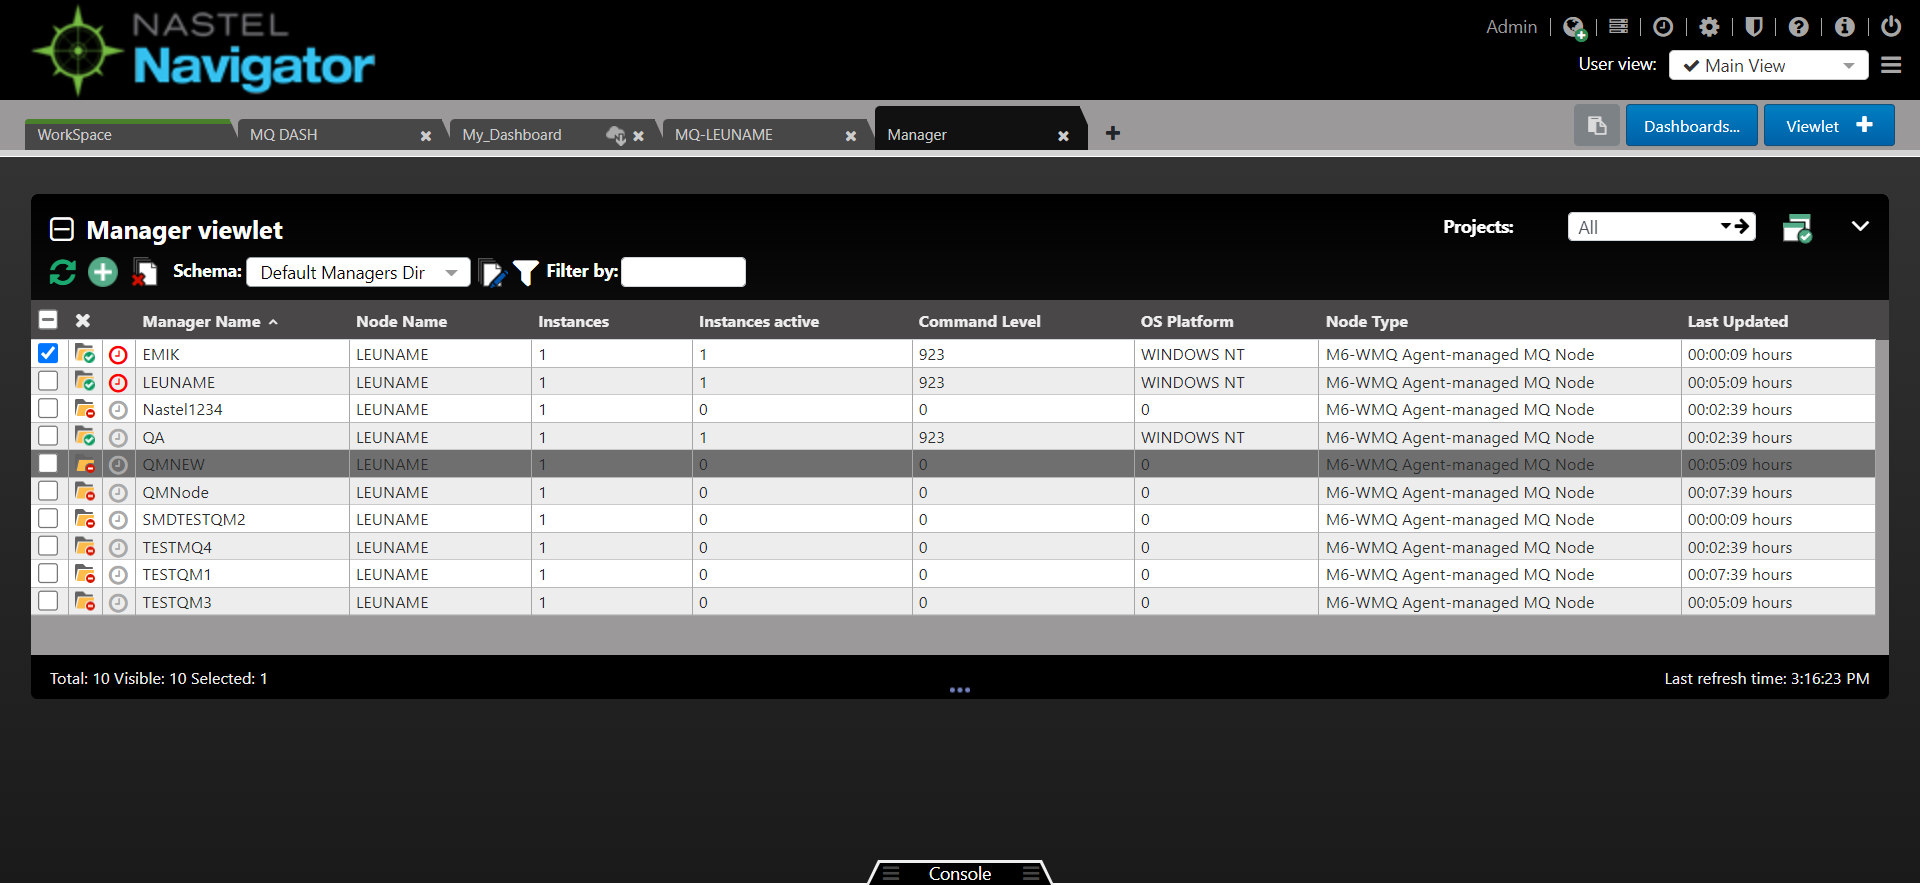 NASTEL
Navigator
Admin
User view: Main View
WorkSpace MQ DASH My_Dashboard MQ-LEUNAME Manager
Dashboards... Viewlet
Manager viewlet Projects: All
Schema: Default Managers Dir Filter by:
Manager Name Node Name Instances Instances active Command Level OS Platform Node Type Last Updated
EMIK LEUNAME 1 1 923 WINDOWS NT M6-WMQ Agent-managed MQ Node 00:00:09 hours
LEUNAME LEUNAME 1 1 923 WINDOWS NT M6-WMQ Agent-managed MQ Node 00:05:09 hours
Nastel1234 LEUNAME 1 0 0 0 M6-WMQ Agent-managed MQ Node 00:02:39 hours
QA LEUNAME 1 1 923 WINDOWS NT M6-WMQ Agent-managed MQ Node 00:02:39 hours
QMNEW LEUNAME 1 0 0 0 M6-WMQ Agent-managed MQ Node 00:05:09 hours
QMNode LEUNAME 1 0 0 0 M6-WMQ Agent-managed MQ Node 00:07:39 hours
SMDTESTQM2 LEUNAME 1 0 0 0 M6-WMQ Agent-managed MQ Node 00:00:09 hours
TESTMQ4 LEUNAME 1 0 0 0 M6-WMQ Agent-managed MQ Node 00:02:39 hours
TESTQM1 LEUNAME 1 0 0 0 M6-WMQ Agent-managed MQ Node 00:07:39 hours
TESTQM3 LEUNAME 1 0 0 0 M6-WMQ Agent-managed MQ Node 00:05:09 hours
Total: 10 Visible: 10 Selected: 1 Last refresh time: 3:16:23 PM
Console